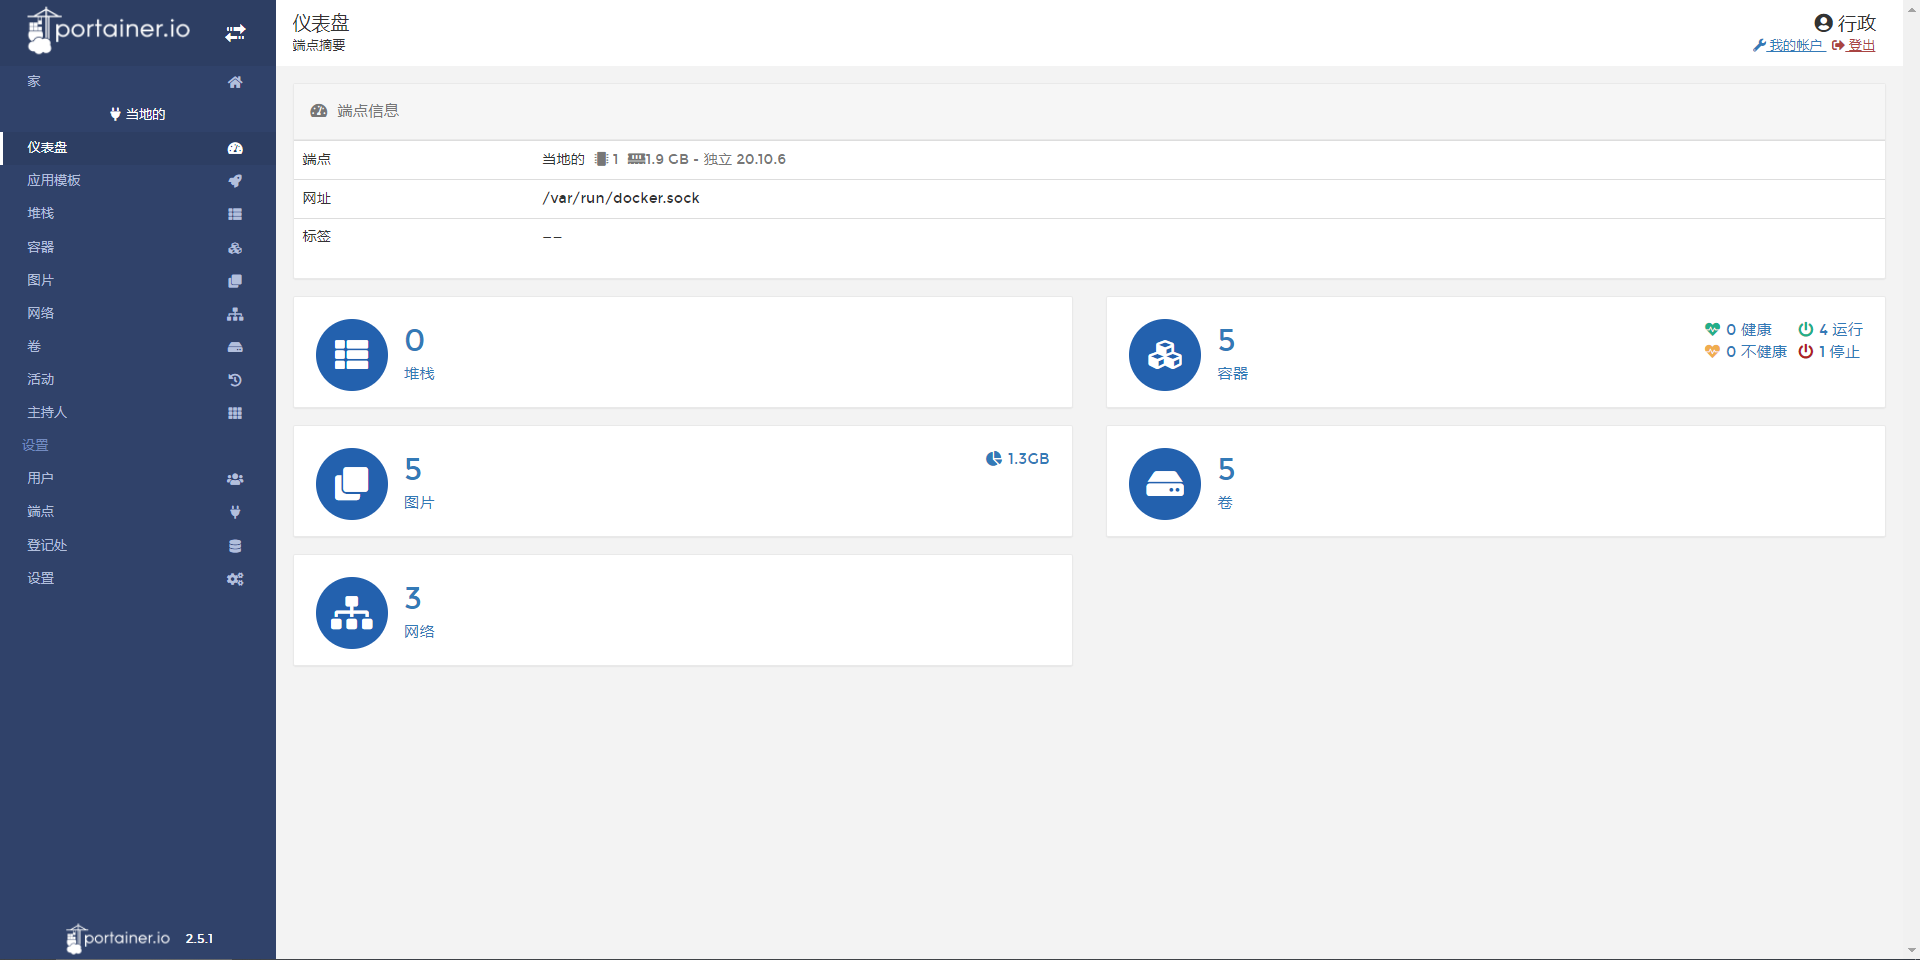 portainer.io
家
当地的
仪表盘
应用模板
堆栈
容器
图片
网络
卷
活动
主持人
设置
用户
端点
登记处
设置
portainer.io 2.5.1
仪表盘
端点摘要
行政
我的帐户 登出
端点信息
端点 当地的 1 1.9 GB - 独立 20.10.6
网址 /var/run/docker.sock
标签 ——
0
堆栈
5
容器
0 健康 4 运行
0 不健康 1 停止
5
图片
1.3GB
5
卷
3
网络